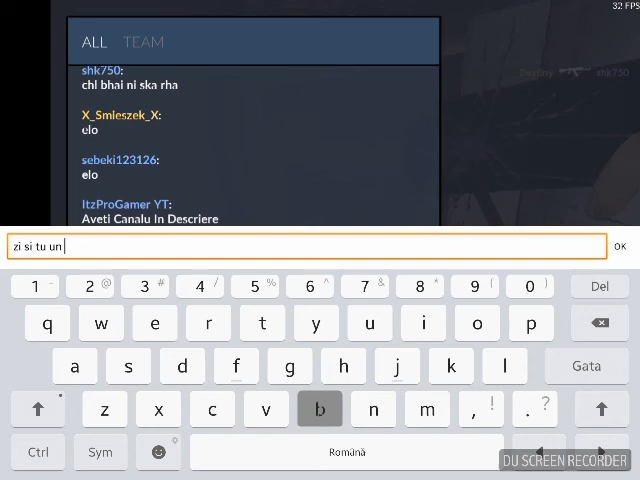 32 FPS
ALL TEAM
shk750:
chl bhai ni ska rha
Destiny shk750
X_Smieszek_X:
elo
sebeki123126:
elo
ItzProGamer YT:
Aveti Canalu In Descriere
zi si tu un
OK
1 - 2 @ 3 # 4 / 5 % 6 ^ 7 & 8 * 9 ( 0 ) Del
q w e r t y u i o p
a s d f g h j k l Gata
z x c v b n m , ! . ?
Ctrl Sym Română
DU SCREEN RECORDER